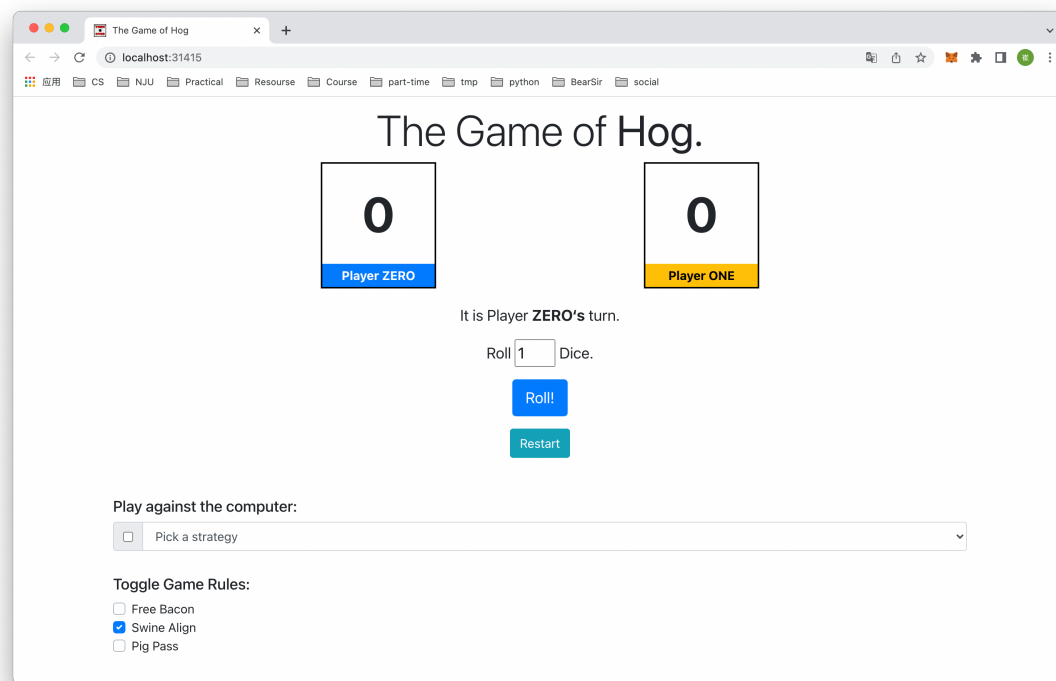 The Game of Hog
localhost:31415
应用 CS NJU Practical Resourse Course part-time tmp python BearSir social
The Game of Hog.
0 0
Player ZERO Player ONE
It is Player ZERO's turn.
Roll 1 Dice.
Roll!
Restart
Play against the computer:
Pick a strategy
Toggle Game Rules:
Free Bacon
Swine Align
Pig Pass